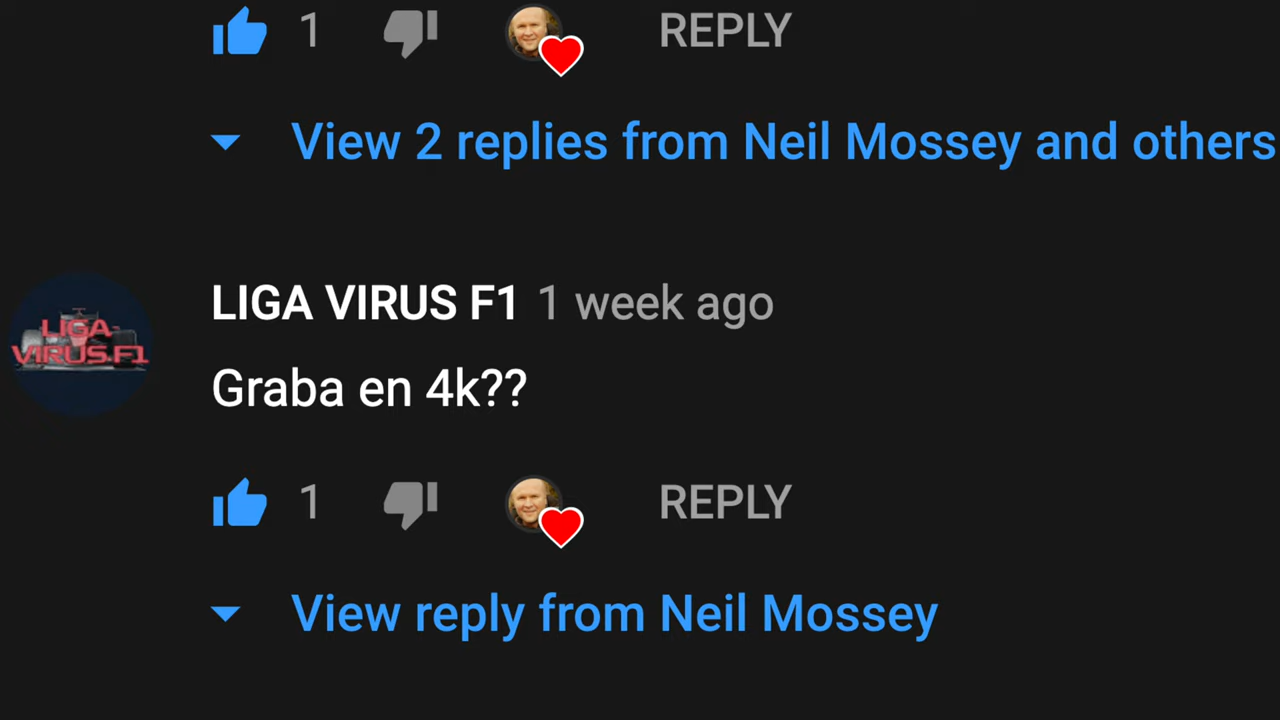 1 REPLY
View 2 replies from Neil Mossey and others
LIGA VIRUS F1 1 week ago
LIGA
VIRUS.F1
Graba en 4k??
1 REPLY
View reply from Neil Mossey